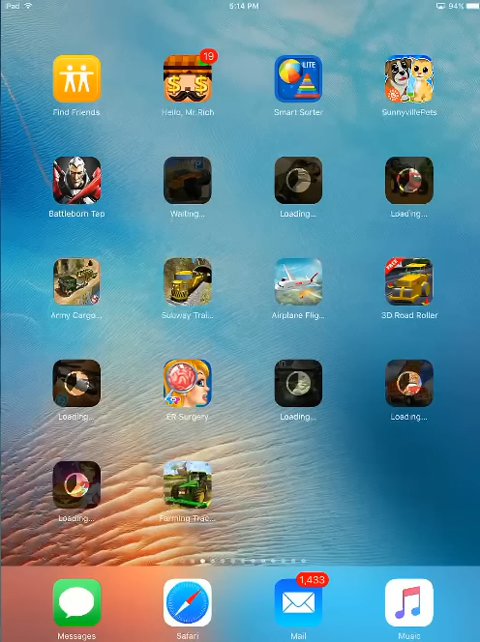 iPad
5:14 PM
94%
19
LITE
Find Friends
Hello, Mr.Rich
Smart Sorter
SunnyvillePets
Battleborn Tap
Waiting...
Loading...
Loading...
FREE
Army Cargo...
Subway Trai...
Airplane Flig...
3D Road Roller
Loading...
ER Surgery
Loading...
Loading...
Loading...
Farming Trac...
1,433
Messages
Safari
Mail
Music